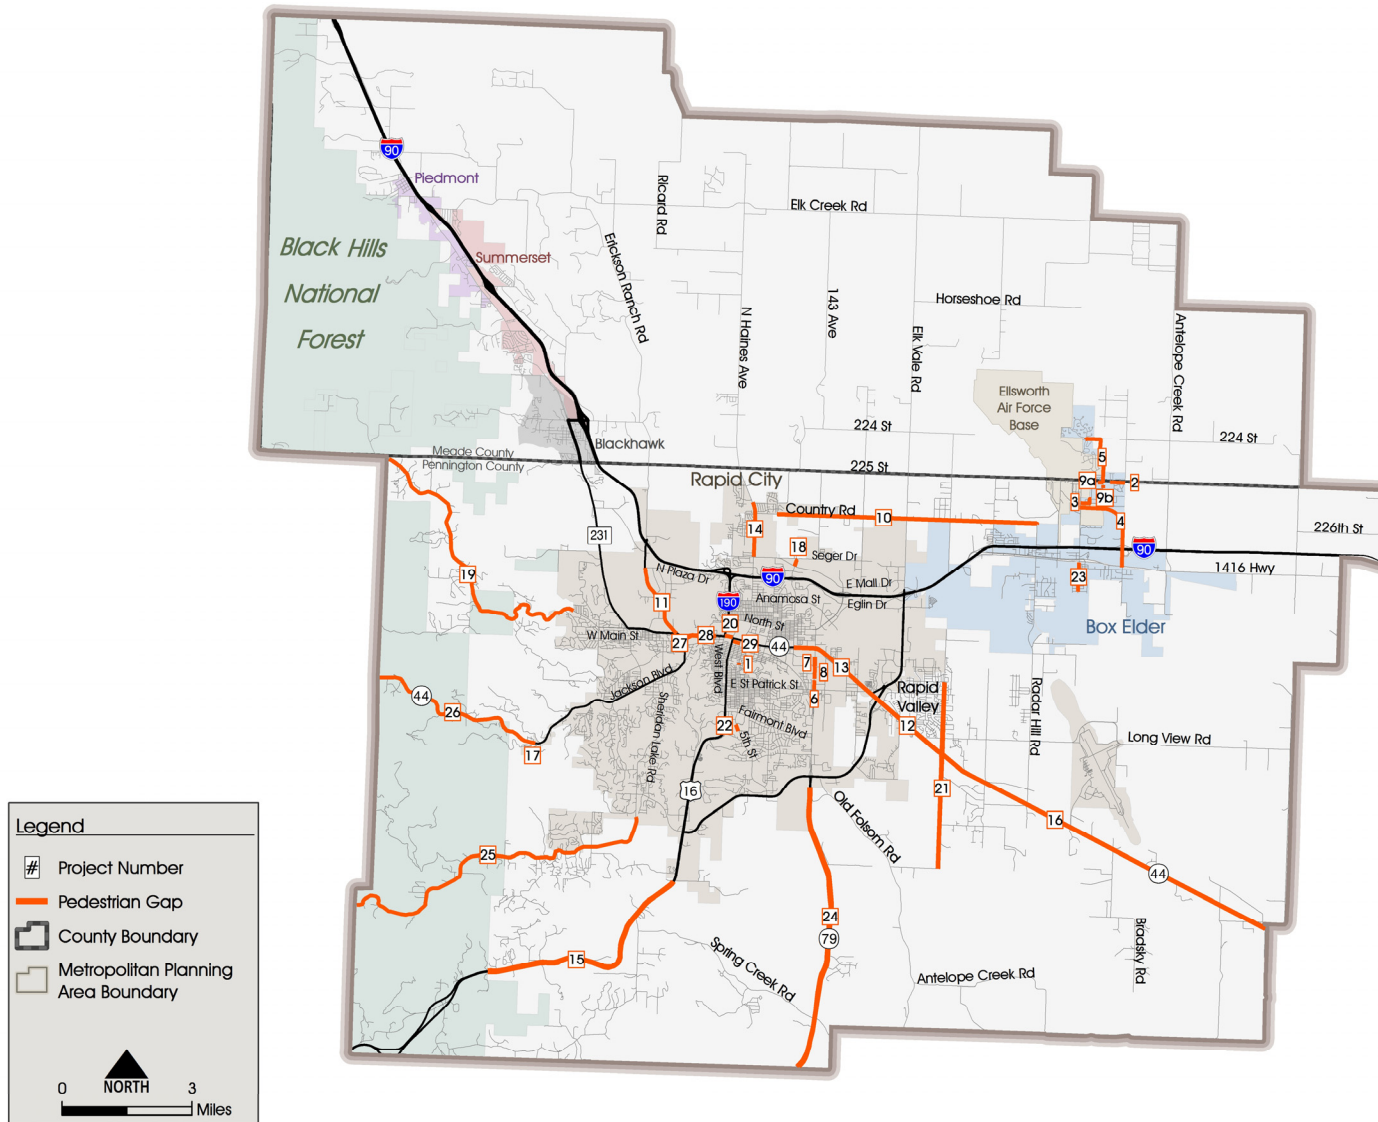 90
Piedmont
Ricard Rd
Elk Creek Rd
Black Hills
National
Forest
Summerset
Erickson Ranch Rd
143 Ave
Horseshoe Rd
N Haines Ave
Elk Vale Rd
Antelope Creek Rd
Ellsworth
Air Force
Base
224 St
224 St
Blackhawk
Meade County
Pennington County
225 St
5
Rapid City
9a
2
9b
3
Country Rd
10
4
14
226th St
231
18
Seger Dr
90
1416 Hwy
19
N Plaza Dr
90
E Mall Dr
23
11
190
Anamosa St
Eglin Dr
20
North St
Box Elder
W Main St
28
27
29
44
West Blvd
1
7
8
13
Jackson Blvd
E St Patrick St
6
Rapid
Valley
44
26
Sheridan Lake Rd
22
5th St
Fairmont Blvd
12
Radar Hill Rd
Long View Rd
17
16
21
Old Folsom Rd
16
25
44
24
79
15
Spring Creek Rd
Antelope Creek Rd
Bradsky Rd
Legend
# Project Number
Pedestrian Gap
County Boundary
Metropolitan Planning
Area Boundary
NORTH
0 3
Miles